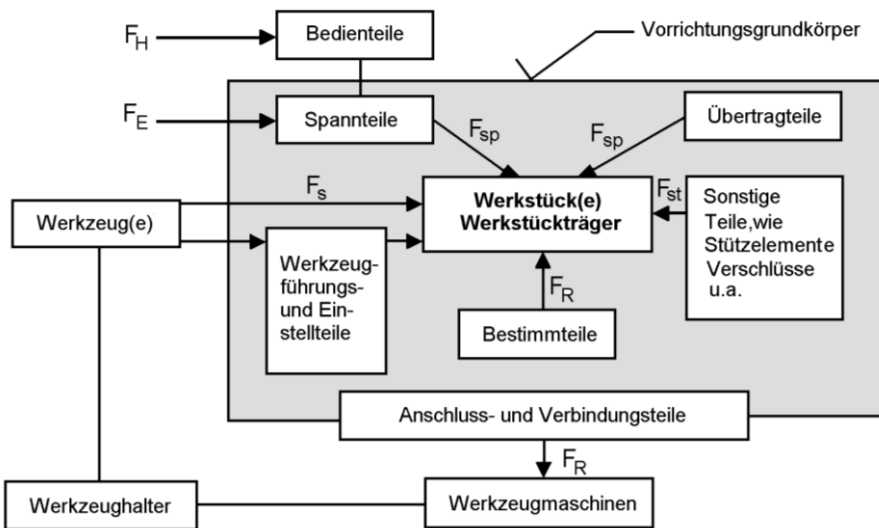 F_H
Bedienteile
Vorrichtungsgrundkörper
F_E
Spannteile
F_sp
F_sp
Übertragteile
Werkzeug(e)
F_s
Werkstück(e)
Werkstückträger
F_st
Sonstige
Teile,wie
Stützelemente
Verschlüsse
u.a.
Werkzeug-
führungs-
und Ein-
stellteile
F_R
Bestimmteile
Anschluss- und Verbindungsteile
F_R
Werkzeughalter
Werkzeugmaschinen